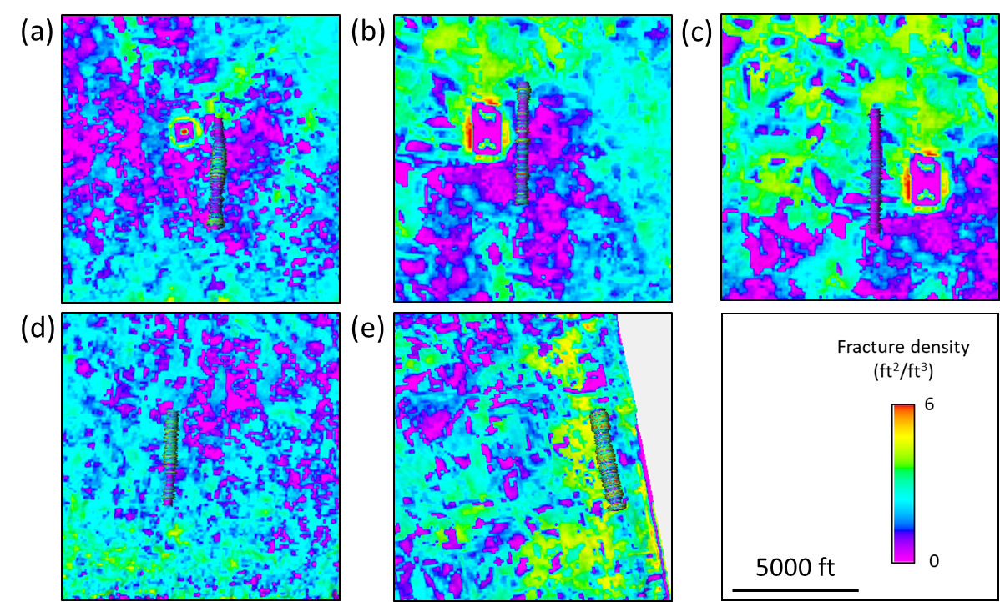 (a)
(b)
(c)
(d)
(e)
Fracture density
(ft²/ft³)
6
0
5000 ft